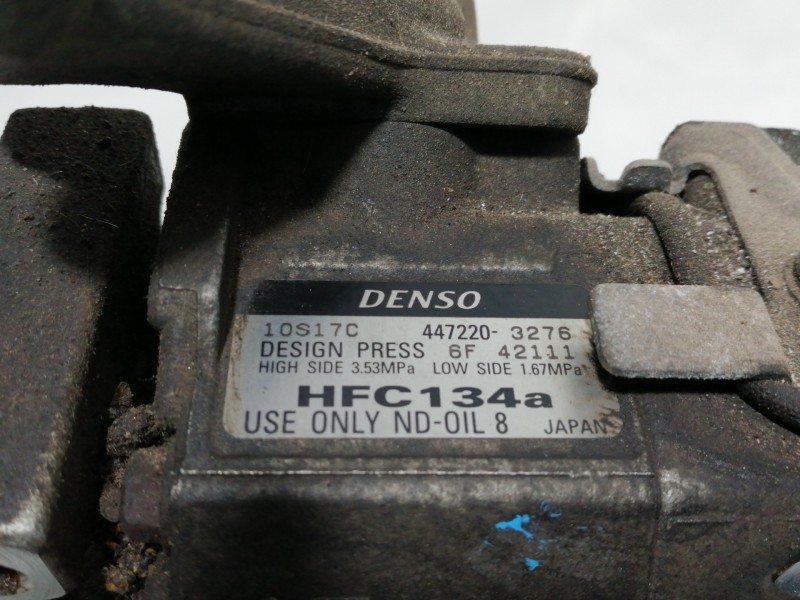 DENSO
10S17C 447220-3276
DESIGN PRESS 6F 42111
HIGH SIDE 3.53MPa LOW SIDE 1.67MPa
HFC134a
USE ONLY ND-OIL 8 JAPAN